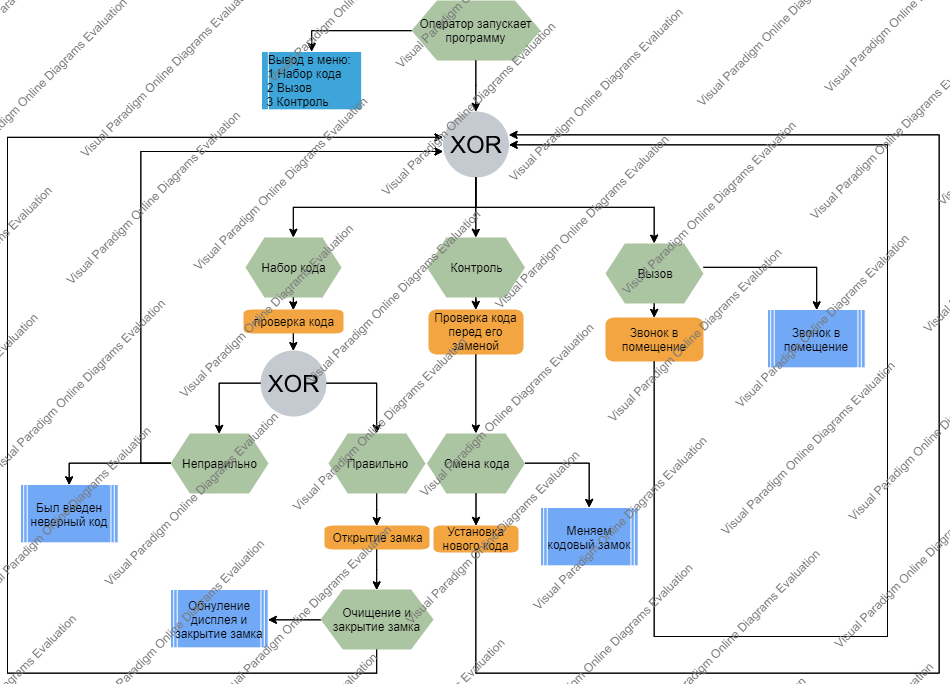 Оператор запускает
программу
Вывод в меню:
1 Набор кода
2 Вызов
3 Контроль
XOR
Набор кода
Контроль
Вызов
Проверка кода
Проверка кода
перед его
заменой
Звонок в
помещение
Звонок в
помещение
XOR
Неправильно
Правильно
Смена кода
Был введен
неверный код
Открытие замка
Установка
нового кода
Меняем
кодовый замок
Обнуление
дисплея и
закрытие замка
Очищение и
закрытие замка
Visual Paradigm Online Diagrams Evaluation